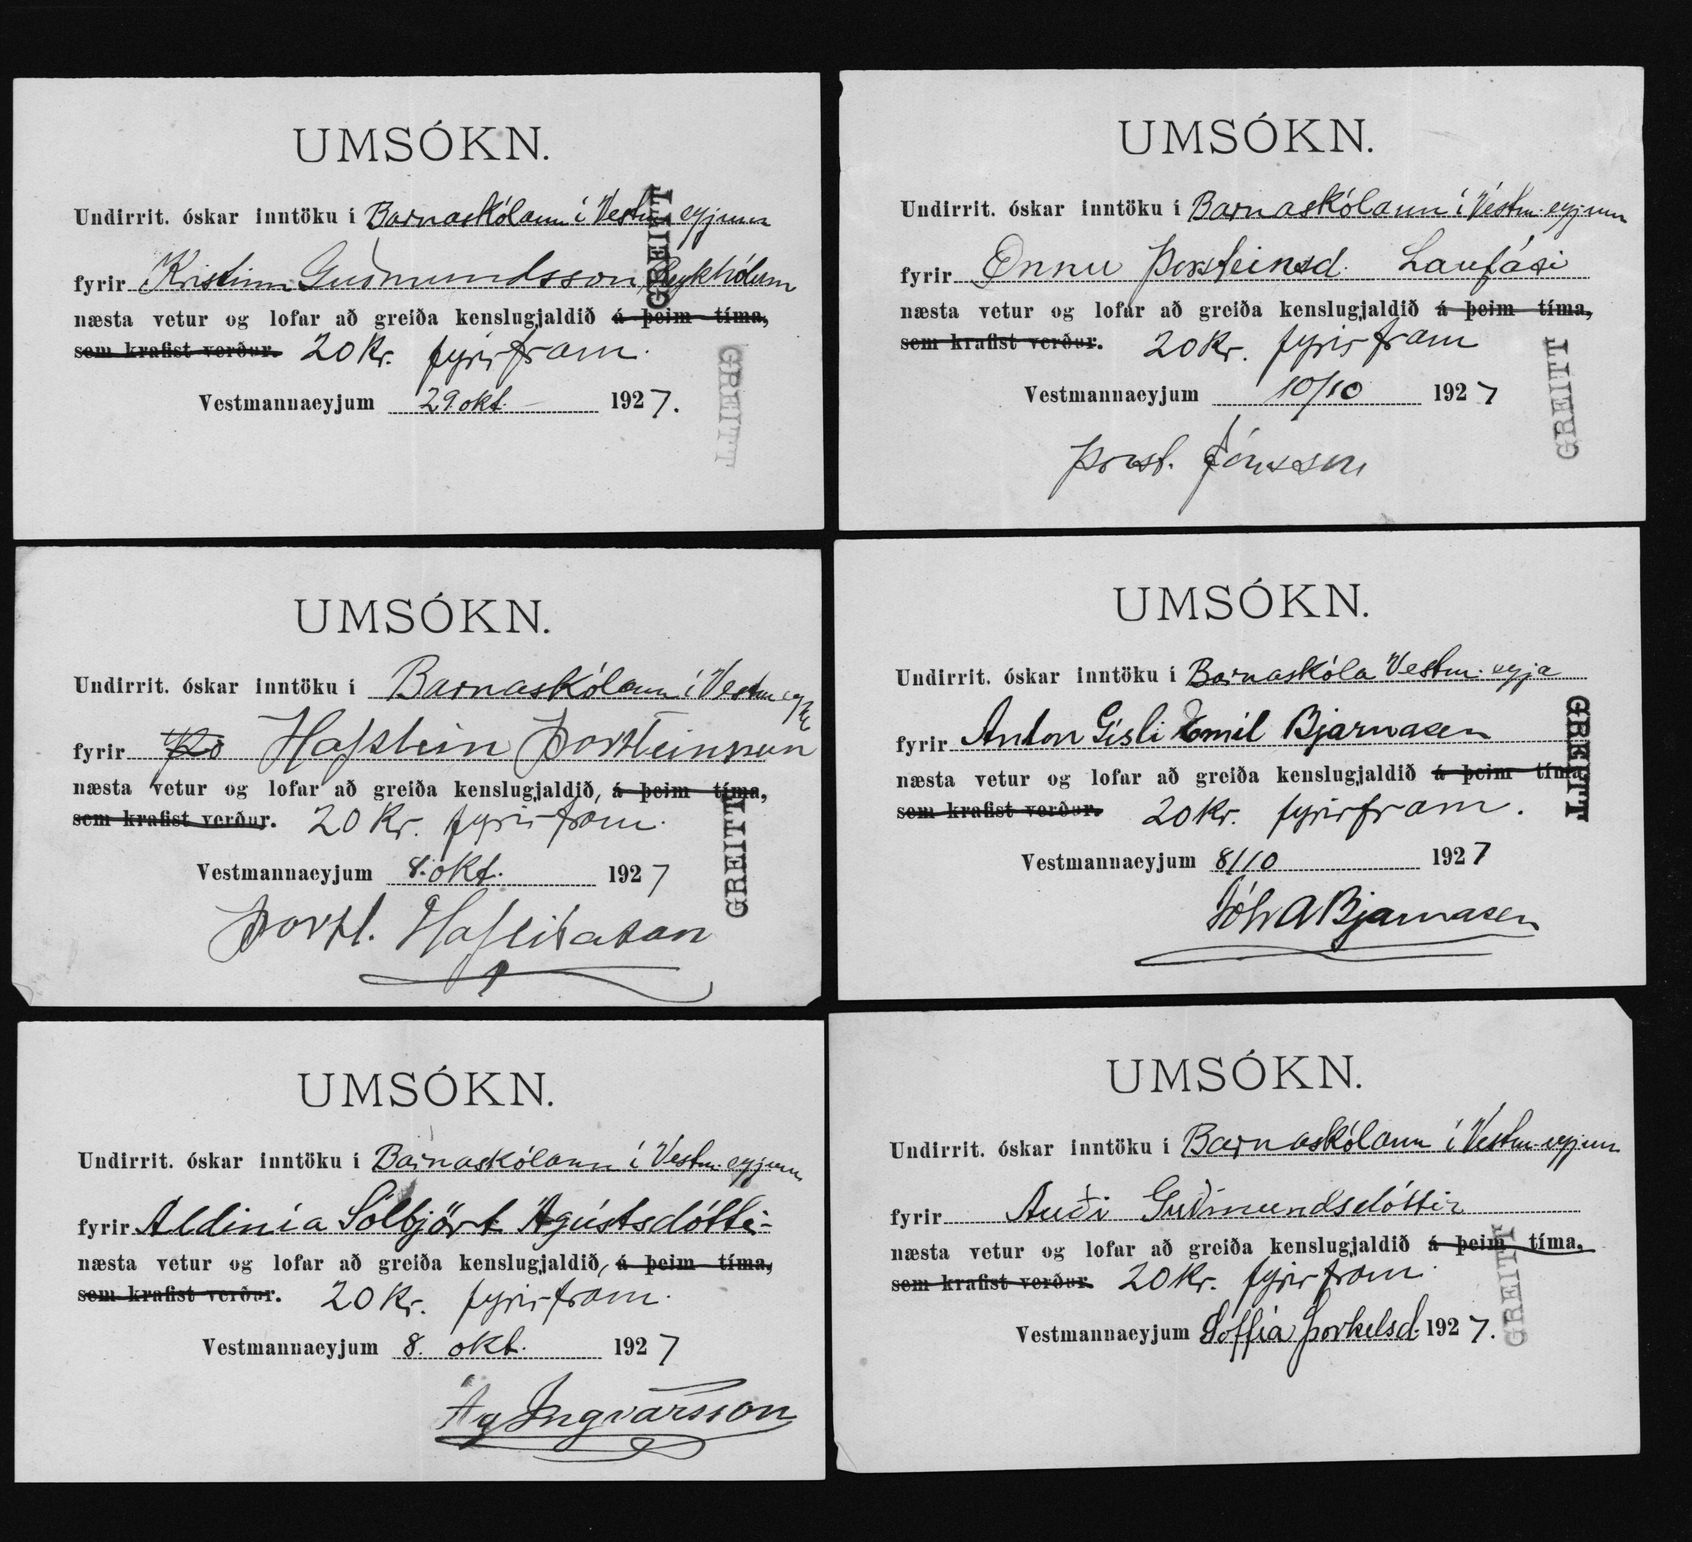 UMSÓKN.
Undirrit. óskar inntöku í Barnaskólann í Vestm. eyjum
fyrir Kristinn Guðmundsson, Reykhólum
næsta vetur og lofar að greiða kenslugjaldið á þeim tíma,
sem krafist verður. 20 kr. fyrirfram.
Vestmannaeyjum 29 okt. 1927.
GREITT
GREITT
UMSÓKN.
Undirrit. óskar inntöku í Barnaskólann í Vestm. eyjum
fyrir Önnu Þorsteinsd. Laufási
næsta vetur og lofar að greiða kenslugjaldið á þeim tíma,
sem krafist verður. 20 kr. fyrirfram
Vestmannaeyjum 10/10 1927
Þorst. Jónsson
GREITT
UMSÓKN.
Undirrit. óskar inntöku í Barnaskólann í Vestm
fyrir Hafstein Þorsteinsson
næsta vetur og lofar að greiða kenslugjaldið, á þeim tíma,
sem krafist verður. 20 kr. fyrirfram.
Vestmannaeyjum 8. okt. 1927
Þorst. Hafliðason
GREITT
UMSÓKN.
Undirrit. óskar inntöku í Barnaskóla Vestm. eyja
fyrir Anton Gísli Emil Bjarnasen
næsta vetur og lofar að greiða kenslugjaldið á þeim tíma
sem krafist verður. 20 kr. fyrirfram.
Vestmannaeyjum 8/10 1927
Jóh A Bjarnasen
GREITT
UMSÓKN.
Undirrit. óskar inntöku í Barnaskólann í Vestm. eyjum
fyrir Aldinía Sólbjört Ágústsdóttir
næsta vetur og lofar að greiða kenslugjaldið, á þeim tíma,
sem krafist verður. 20 kr. fyrirfram.
Vestmannaeyjum 8. okt. 1927
Ág Ingvarsson
UMSÓKN.
Undirrit. óskar inntöku í Barnaskólann í Vestm. eyjum
fyrir Auði Guðmundsdóttir
næsta vetur og lofar að greiða kenslugjaldið á þeim tíma,
sem krafist verður. 20 kr. fyrirfram.
Vestmannaeyjum Soffía Þorkelsd. 1927.
GREITT